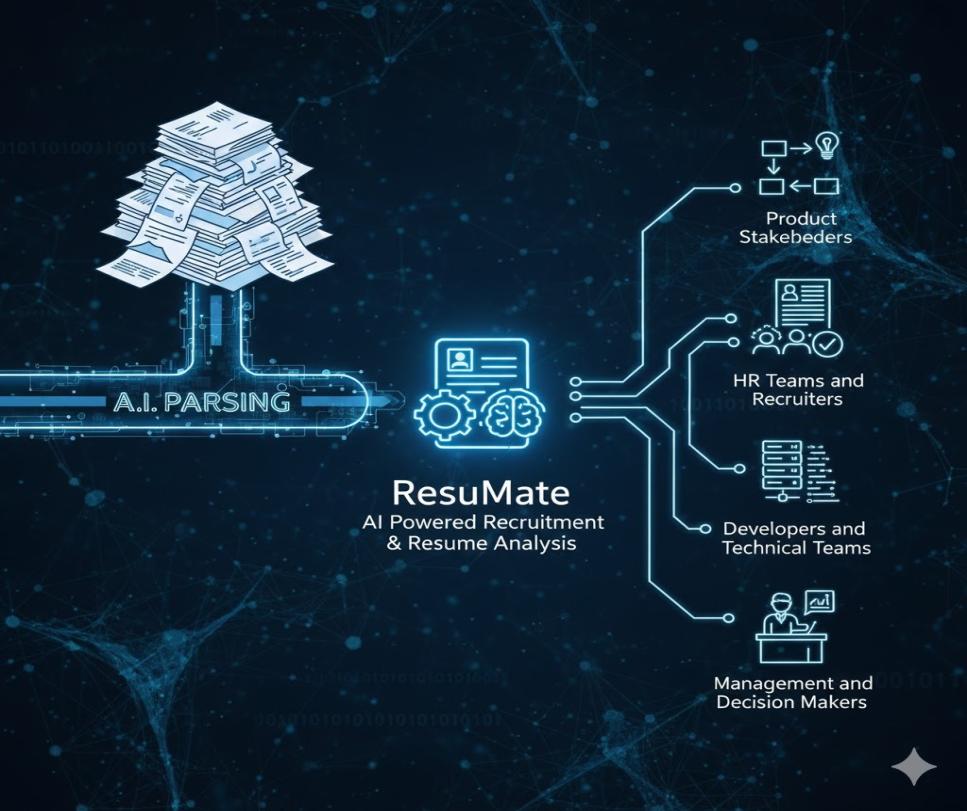 A.I. PARSING
ResuMate
AI Powered Recruitment
& Resume Analysis
Product
Stakebeders
HR Teams and
Recruiters
Developers and
Technical Teams
Management and
Decision Makers